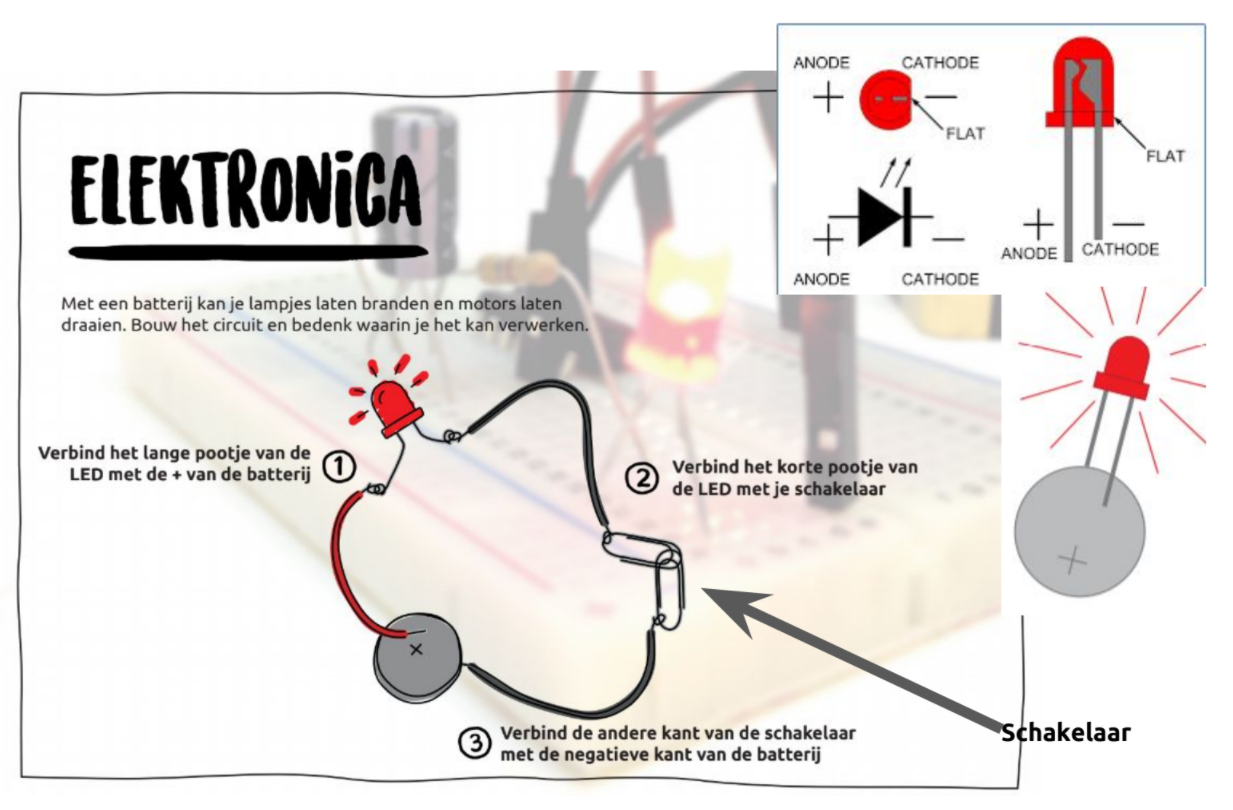 ELEKTRONICA
Met een batterij kan je lampjes laten branden en motors laten
draaien. Bouw het circuit en bedenk waarin je het kan verwerken.
1
Verbind het lange pootje van de
LED met de + van de batterij
2
Verbind het korte pootje van
de LED met je schakelaar
3
Verbind de andere kant van de schakelaar
met de negatieve kant van de batterij
Schakelaar
ANODE CATHODE
+ −
FLAT
+ −
ANODE CATHODE
FLAT
+ −
ANODE CATHODE
+